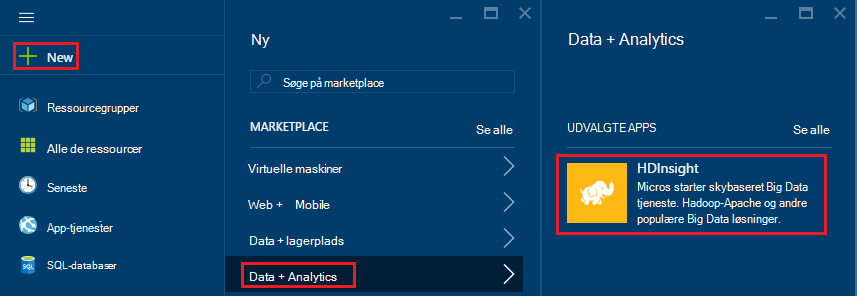 New
Ressourcegrupper
Alle de ressourcer
Seneste
App-tjenester
SQL
SQL-databaser
Ny
Søge på marketplace
MARKETPLACE Se alle
Virtuelle maskiner
Web + Mobile
Data + lagerplads
Data + Analytics
Data + Analytics
UDVALGTE APPS Se alle
HDInsight
Micros starter skybaseret Big Data
tjeneste. Hadoop-Apache og andre
populære Big Data løsninger.